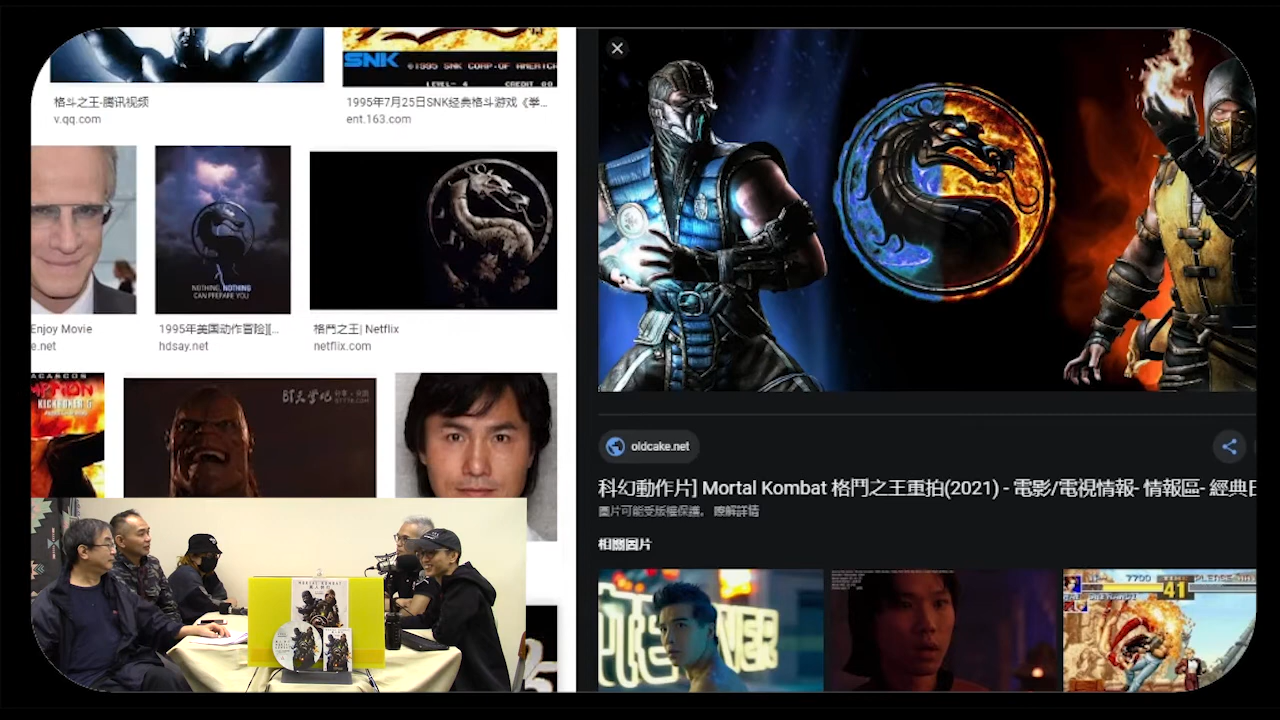 SNK
©1995 SNK CORP.OF AMERICA
LEVEL-4 CREDIT 00
格斗之王-腾讯视频
v.qq.com
1995年7月25日SNK经典格斗游戏《拳...
ent.163.com
NOTHING, NOTHING
CAN PREPARE YOU
Enjoy Movie
e.net
1995年美国动作冒险][...
hdsay.net
格鬥之王| Netflix
netflix.com
KICKBOXER 5
MORTAL KOMBAT
oldcake.net
科幻動作片] Mortal Kombat 格鬥之王重拍(2021) - 電影/電視情報- 情報區- 經典日
圖片可能受版權保護。 瞭解詳情
相關圖片
7700
41